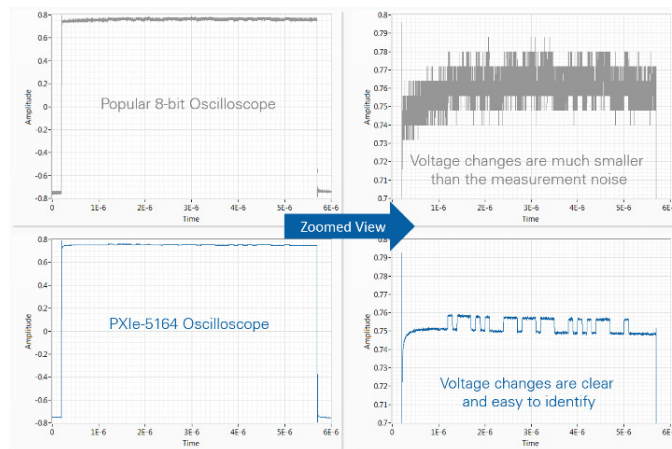 0.8
0.6
0.4
0.2
0
-0.2
-0.4
-0.6
-0.8
Amplitude
Popular 8-bit Oscilloscope
0 1E-6 2E-6 3E-6 4E-6 5E-6 6E-6
Time
0.8
0.79
0.78
0.77
0.76
0.75
0.74
0.73
0.72
0.71
0.7
Amplitude
Voltage changes are much smaller
than the measurement noise
0 1E-6 2E-6 3E-6 4E-6 5E-6 6E-6
Time
Zoomed View
0.8
0.6
0.4
0.2
0
-0.2
-0.4
-0.6
-0.8
Amplitude
PXIe-5164 Oscilloscope
0 1E-6 2E-6 3E-6 4E-6 5E-6 6E-6
Time
0.8
0.79
0.78
0.77
0.76
0.75
0.74
0.73
0.72
0.71
0.7
Amplitude
Voltage changes are clear
and easy to identify
0 1E-6 2E-6 3E-6 4E-6 5E-6 6E-6
Time